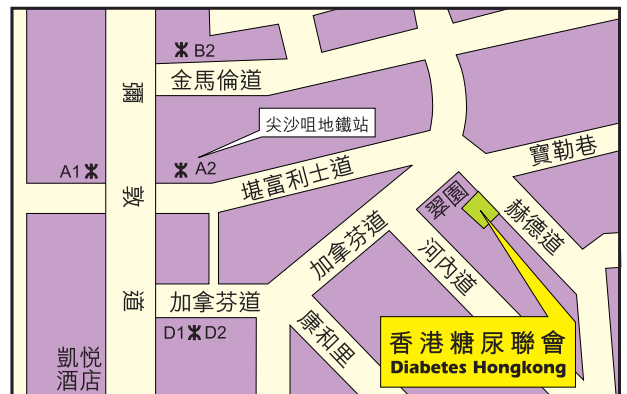 B2
金馬倫道
彌敦道
尖沙咀地鐵站
A1
A2
堪富利士道
寶勒巷
翠園
赫德道
加拿芬道
河內道
加拿芬道
D1
D2
康和里
凱悅
酒店
香港糖尿聯會
Diabetes Hongkong